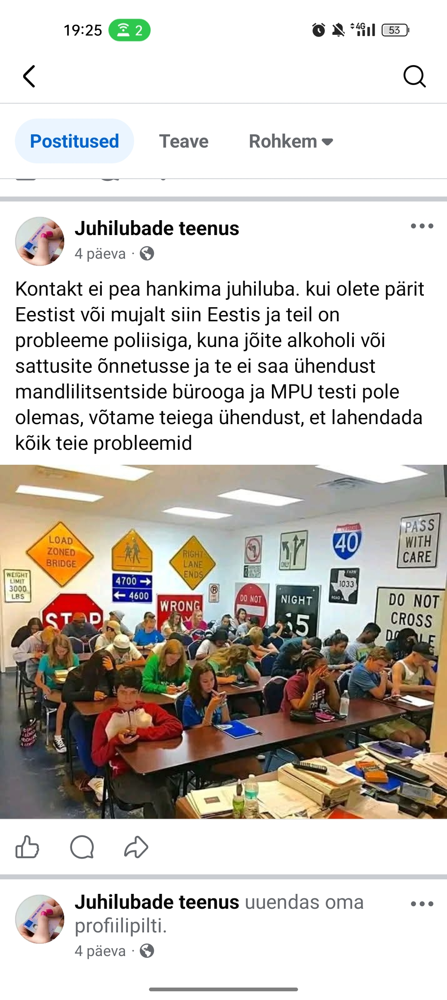 19:25
2
4G
53
Postitused
Teave
Rohkem
Juhilubade teenus
4 päeva ·
Kontakt ei pea hankima juhiluba. kui olete pärit
Eestist või mujalt siin Eestis ja teil on
probleeme poliisiga, kuna jõite alkoholi või
sattusite õnnetusse ja te ei saa ühendust
mandlilitsentside bürooga ja MPU testi pole
olemas, võtame teiega ühendust, et lahendada
kõik teie probleemid
PASS
WITH
CARE
LOAD
ZONED
BRIDGE
RIGHT
LANE
ENDS
ONLY
INTERSTATE
40
WEIGHT
LIMIT
3000
LBS
4700
4600
FARM
1033
ROAD
STOP
WRONG
DO NOT
NIGHT
65
DO NOT
CROSS
Juhilubade teenus uuendas oma
profiilipilti.
4 päeva ·